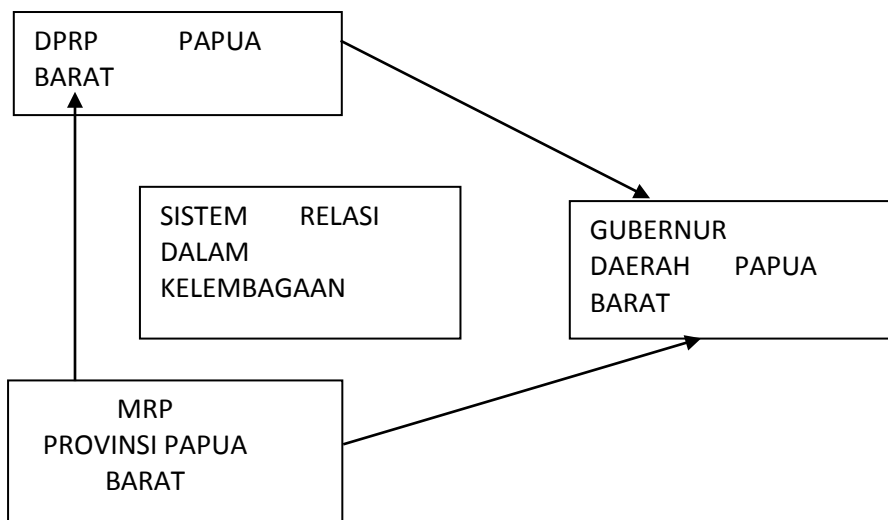 DPRP PAPUA
BARAT
SISTEM RELASI
DALAM
KELEMBAGAAN
GUBERNUR
DAERAH PAPUA
BARAT
MRP
PROVINSI PAPUA
BARAT